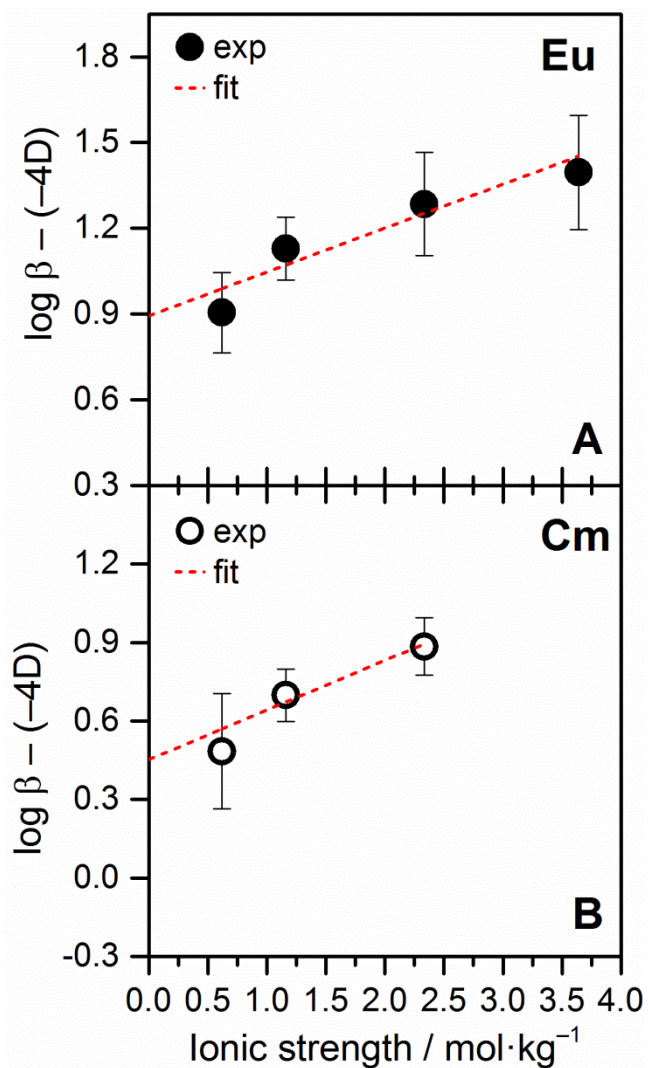 Eu
exp
fit
log β – (–4D)
1.8
1.5
1.2
0.9
0.6
0.3
A
Cm
exp
fit
log β – (–4D)
1.2
0.9
0.6
0.3
0.0
-0.3
B
0.0 0.5 1.0 1.5 2.0 2.5 3.0 3.5 4.0
Ionic strength / mol·kg⁻¹